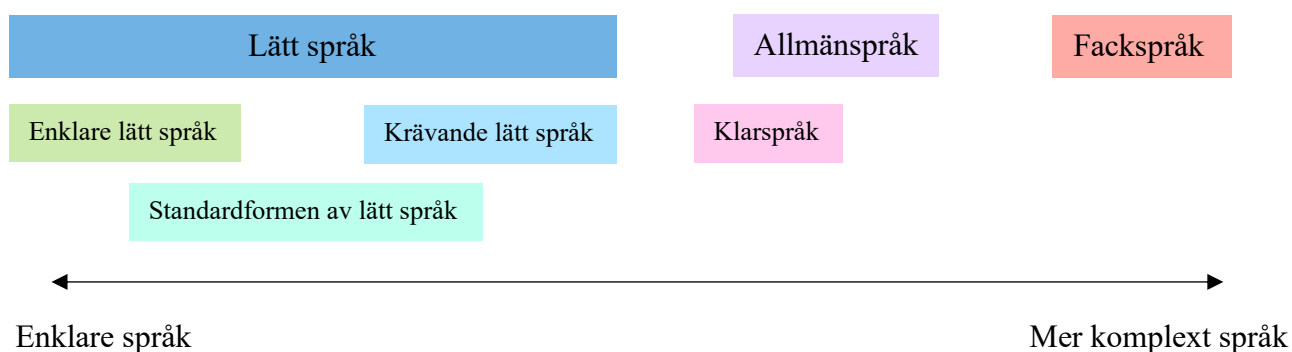 Lätt språk
Allmänspråk
Fackspråk
Enklare lätt språk
Krävande lätt språk
Klarspråk
Standardformen av lätt språk
Enklare språk
Mer komplext språk